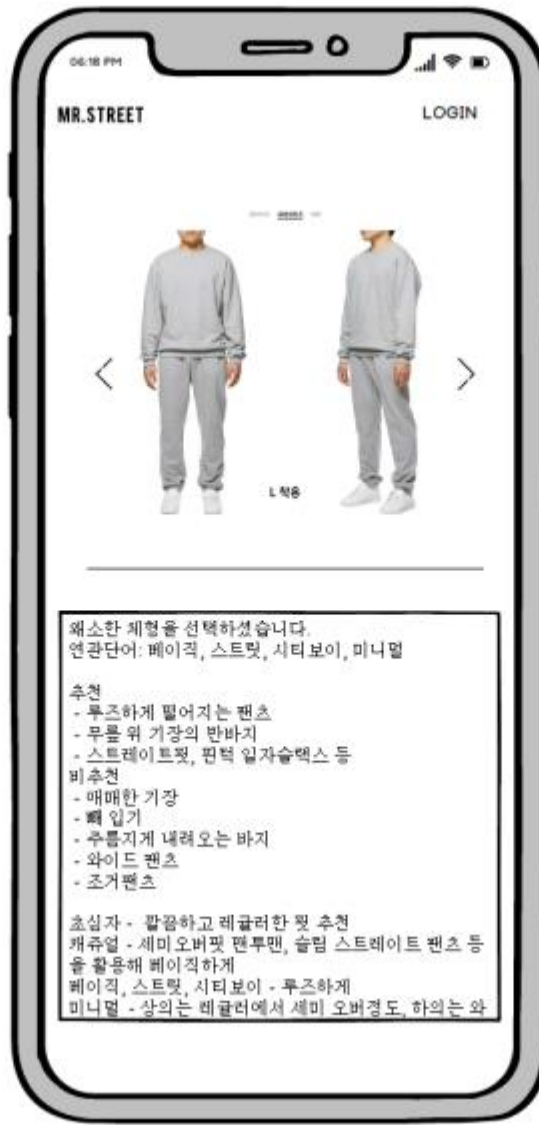 06:18 PM
MR.STREET
LOGIN
L 착용
왜소한 체형을 선택하셨습니다.
연관단어: 베이직, 스트릿, 시티보이, 미니멀
추천
- 루즈하게 떨어지는 팬츠
- 무릎 위 기장의 반바지
- 스트레이트핏, 핀턱 일자슬랙스 등
비추천
- 매매한 기장
- 빼 입기
- 주름지게 내려오는 바지
- 와이드 팬츠
- 조거팬츠
초심자 - 깔끔하고 레귤러한 핏 추천
캐쥬얼 - 세미오버핏 맨투맨, 슬림 스트레이트 팬츠 등
을 활용해 베이직하게
베이직, 스트릿, 시티보이 - 루즈하게
미니멀 - 상의는 레귤러에서 세미 오버정도, 하의는 와